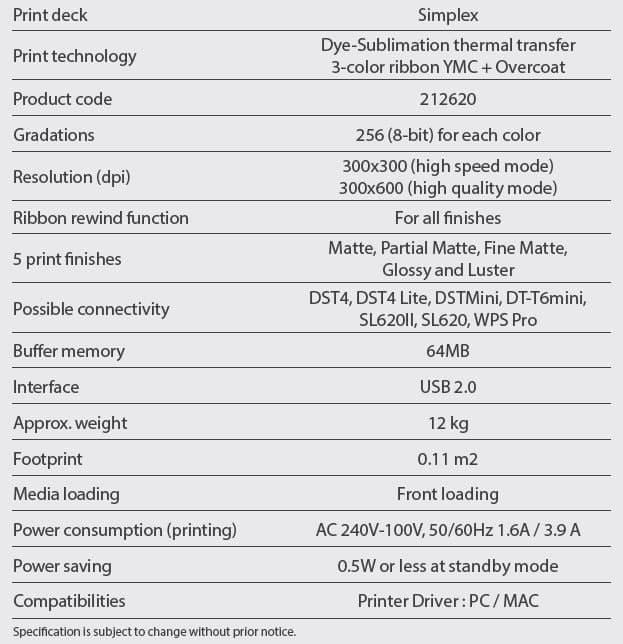 Print deck Simplex
Print technology Dye-Sublimation thermal transfer
3-color ribbon YMC + Overcoat
Product code 212620
Gradations 256 (8-bit) for each color
Resolution (dpi) 300x300 (high speed mode)
300x600 (high quality mode)
Ribbon rewind function For all finishes
5 print finishes Matte, Partial Matte, Fine Matte,
Glossy and Luster
Possible connectivity DST4, DST4 Lite, DSTMini, DT-T6mini,
SL620II, SL620, WPS Pro
Buffer memory 64MB
Interface USB 2.0
Approx. weight 12 kg
Footprint 0.11 m2
Media loading Front loading
Power consumption (printing) AC 240V-100V, 50/60Hz 1.6A / 3.9 A
Power saving 0.5W or less at standby mode
Compatibilities Printer Driver : PC / MAC
Specification is subject to change without prior notice.